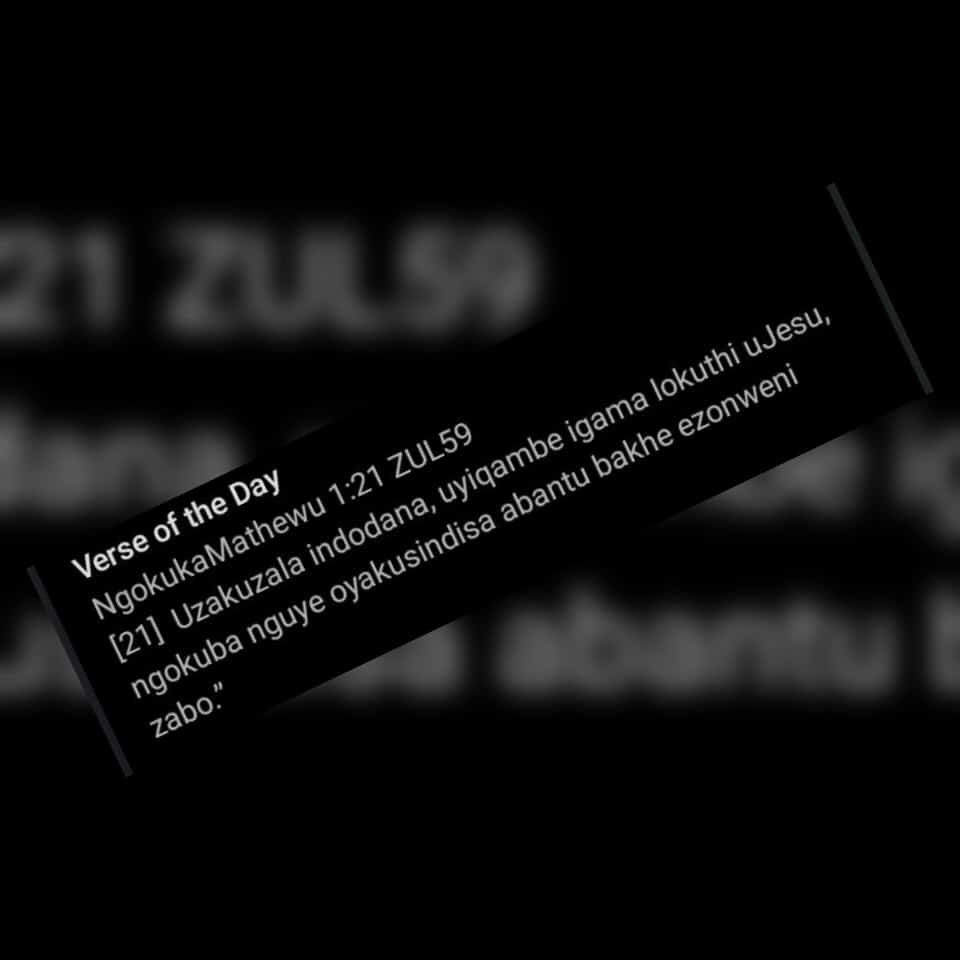 Verse of the Day
NgokukaMathewu 1:21 ZUL59
[21] Uzakuzala indodana, uyiqambe igama lokuthi uJesu,
ngokuba nguye oyakusindisa abantu bakhe ezonweni
zabo.”